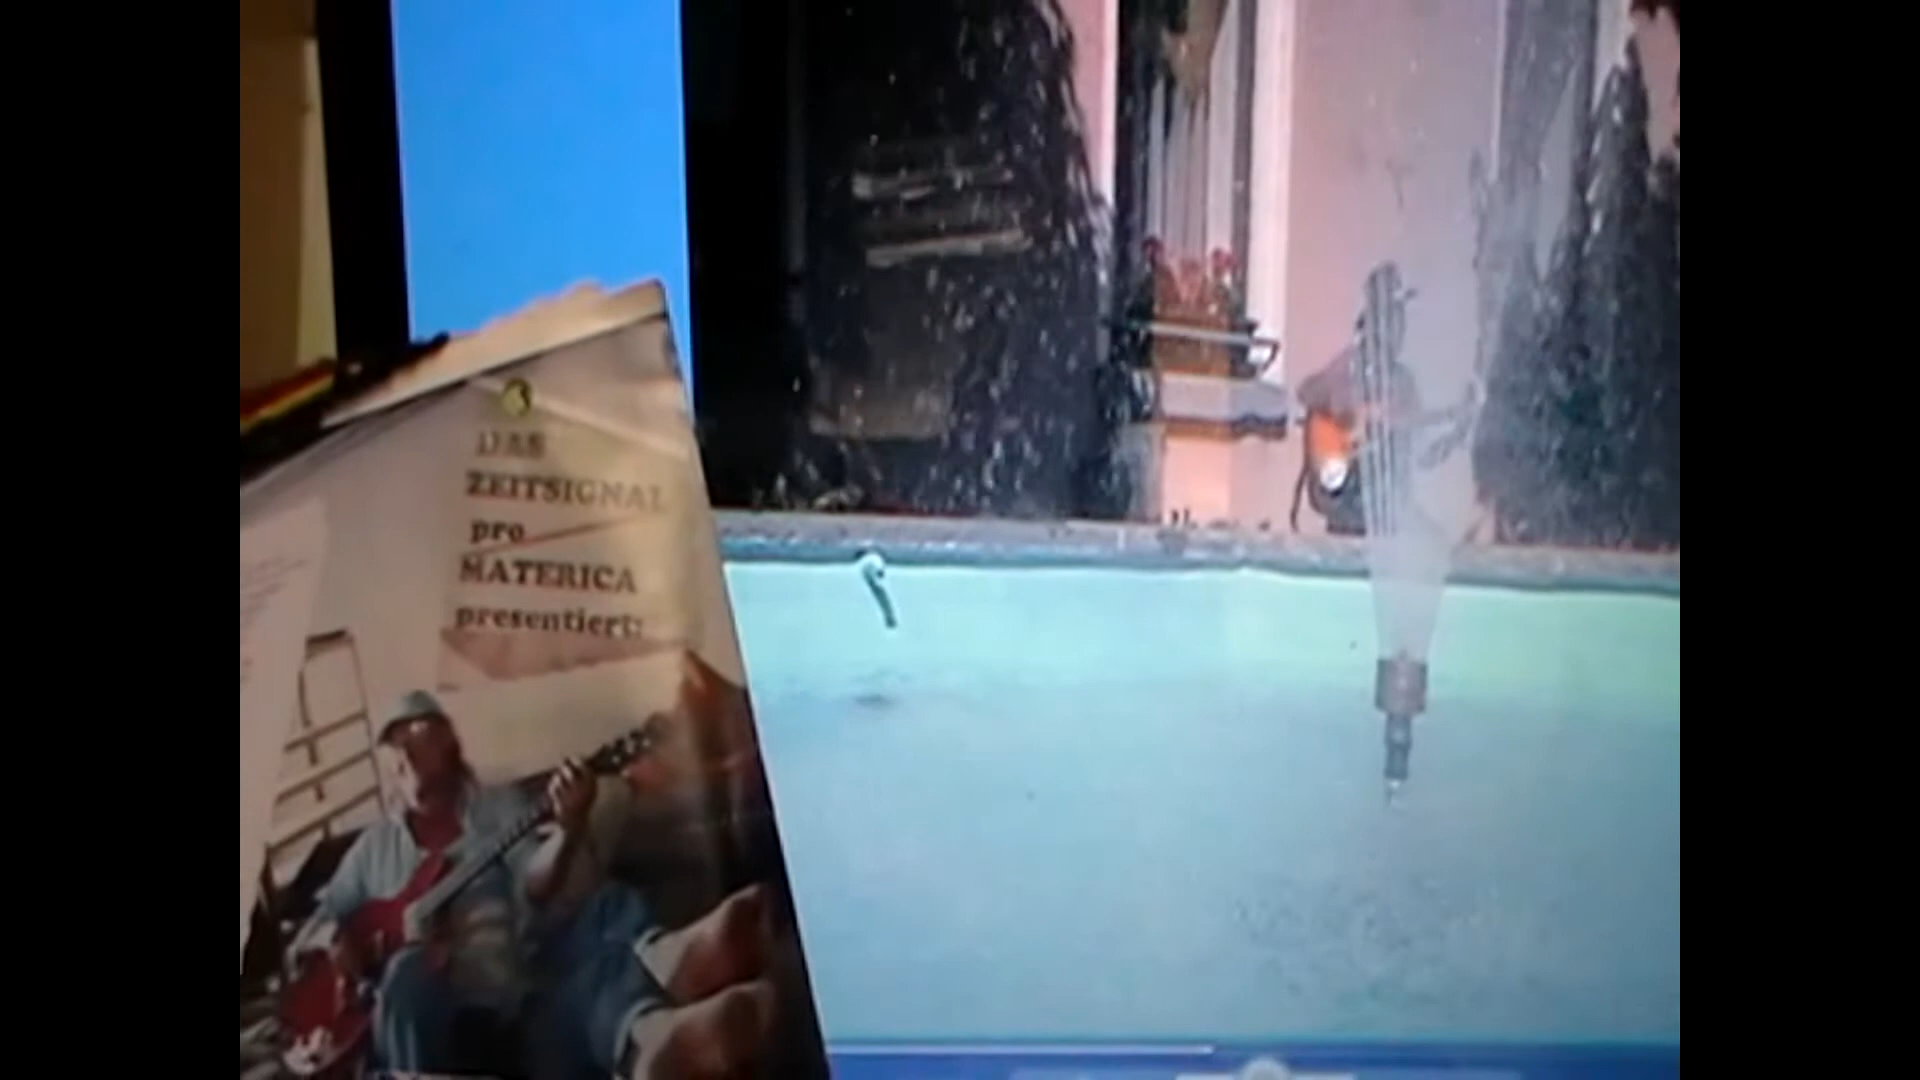 DAS
ZEITSIGNAL
pro
MATERICA
presentiert: